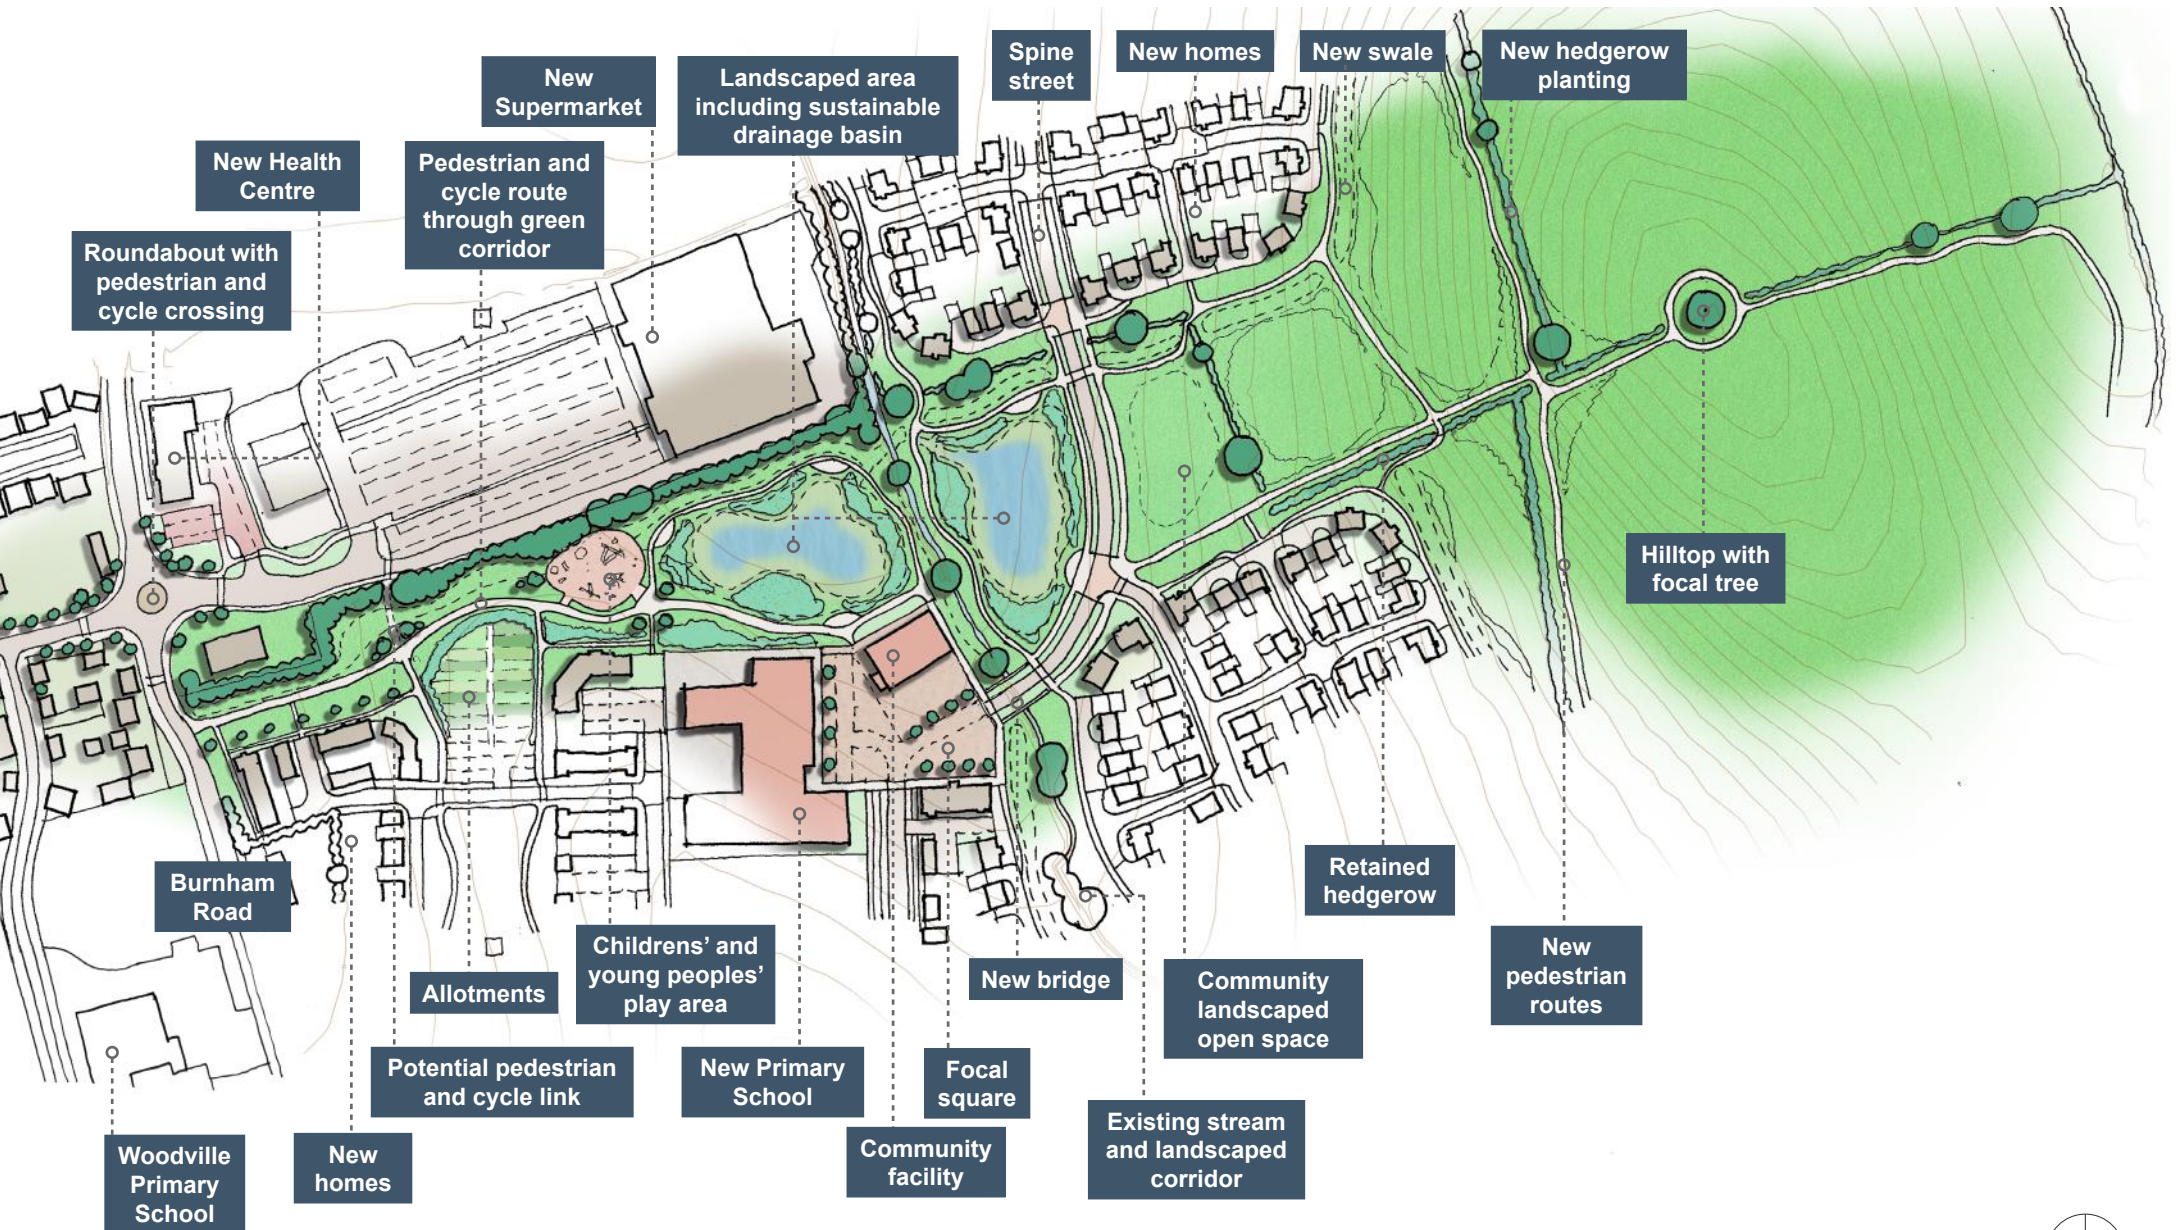 Spine
street
New homes
New swale
New hedgerow
planting
New
Supermarket
Landscaped area
including sustainable
drainage basin
New Health
Centre
Pedestrian and
cycle route
through green
corridor
Roundabout with
pedestrian and
cycle crossing
Hilltop with
focal tree
Burnham
Road
Retained
hedgerow
Allotments
Childrens’ and
young peoples’
play area
New bridge
Community
landscaped
open space
New
pedestrian
routes
Potential pedestrian
and cycle link
New Primary
School
Focal
square
Existing stream
and landscaped
corridor
Woodville
Primary
School
New
homes
Community
facility